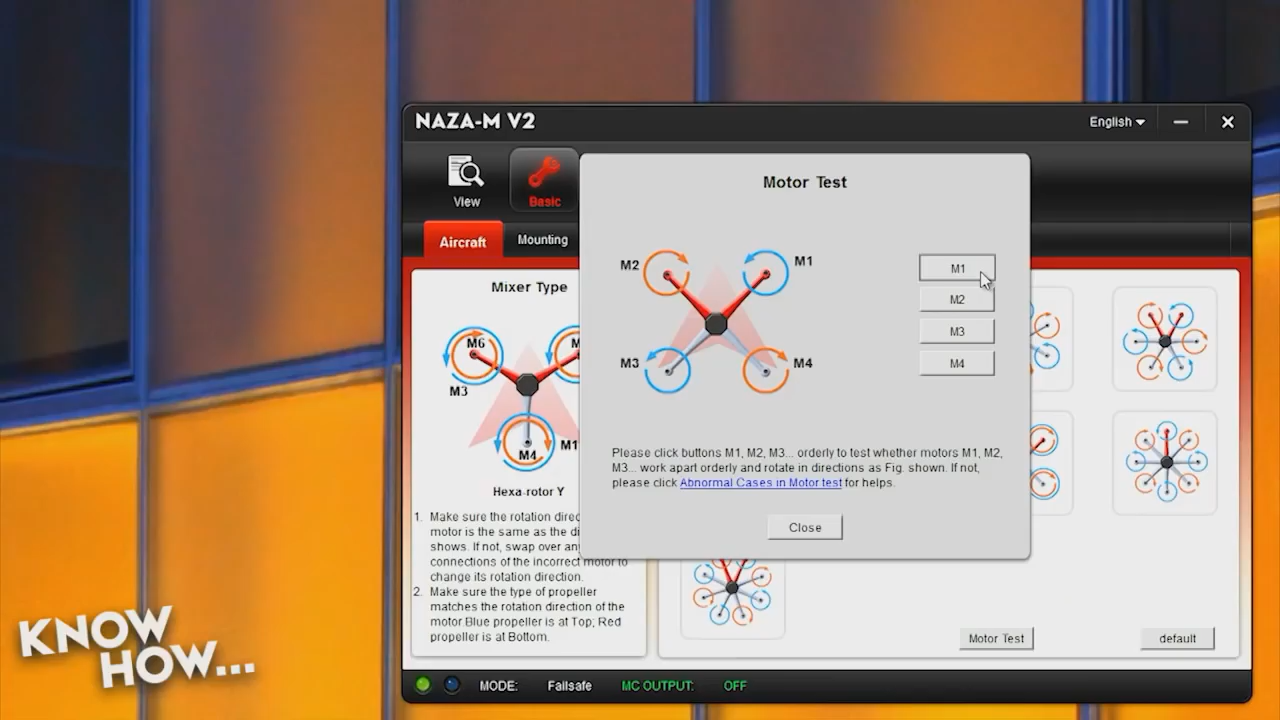 NAZA-M V2
English
View
Basic
Aircraft
Mounting
Motor Test
M2
M1
M3
M4
M1
M2
M3
M4
Please click buttons M1, M2, M3... orderly to test whether motors M1, M2,
M3... work apart orderly and rotate in directions as Fig. shown. If not,
please click Abnormal Cases in Motor test for helps.
Close
Mixer Type
M6
M3
M4
M1
Hexa-rotor Y
1. Make sure the rotation
motor is the same as the
shows. If not, swap over
connections of the incorrect motor to
change its rotation direction.
2. Make sure the type of propeller
matches the rotation direction of the
motor.Blue propeller is at Top; Red
propeller is at Bottom.
Motor Test
default
MODE:
Failsafe
MC OUTPUT:
OFF
KNOW
HOW...